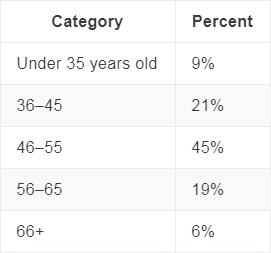 Category Percent
Under 35 years old 9%
36–45 21%
46–55 45%
56–65 19%
66+ 6%